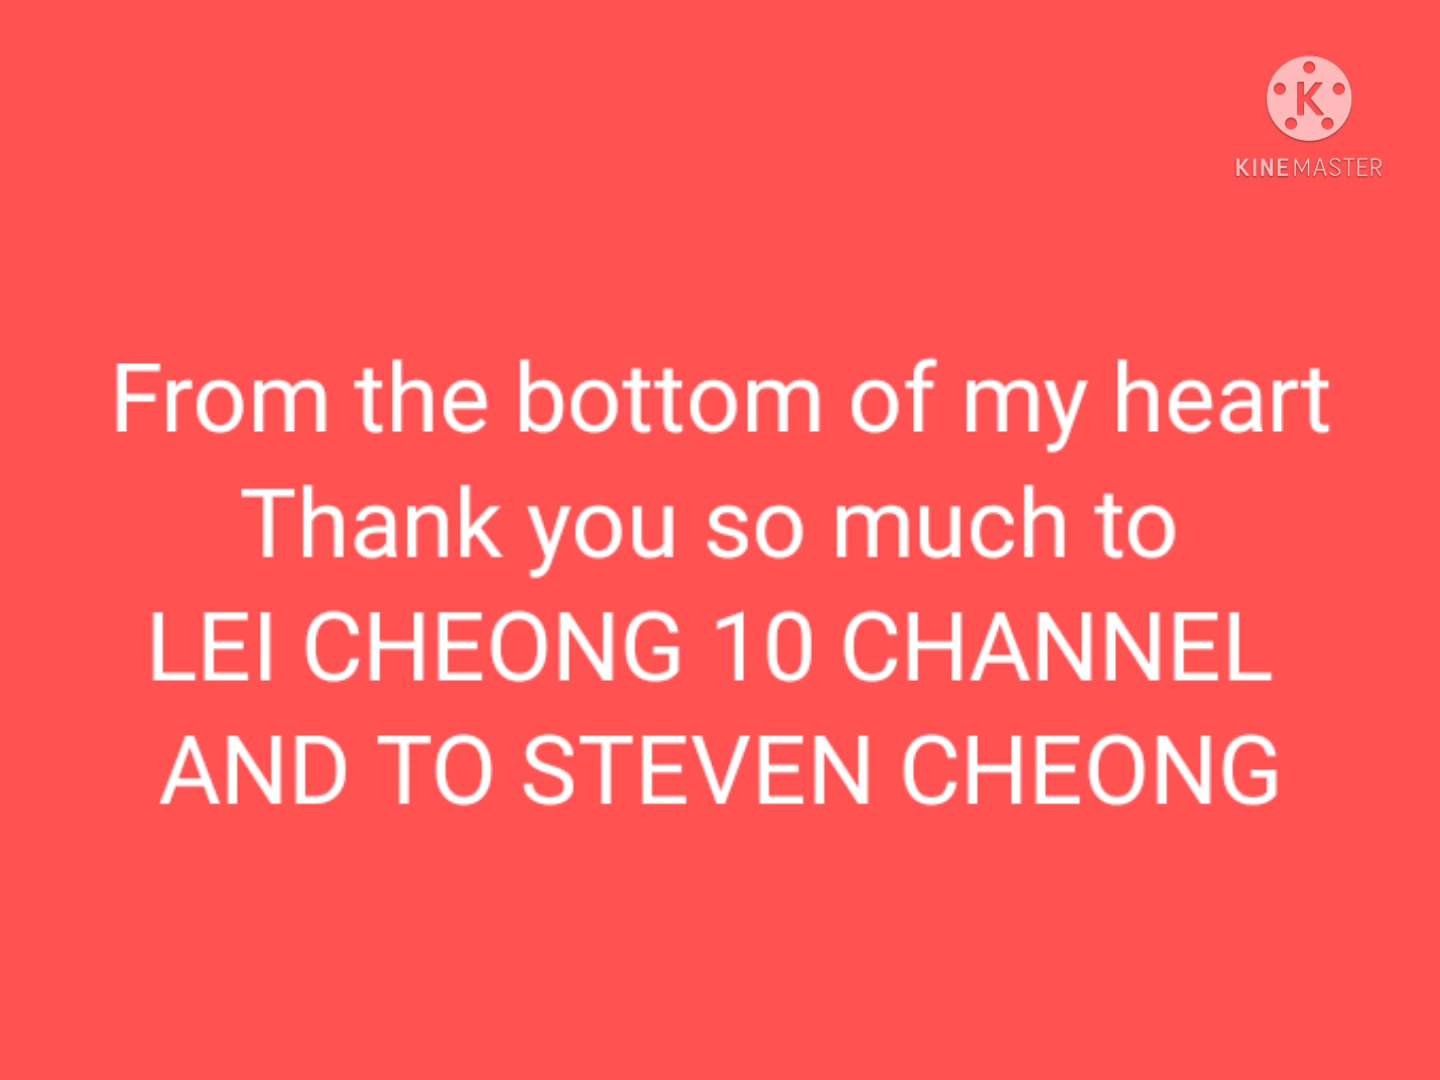 K
KINEMASTER
From the bottom of my heart
Thank you so much to
LEI CHEONG 10 CHANNEL
AND TO STEVEN CHEONG